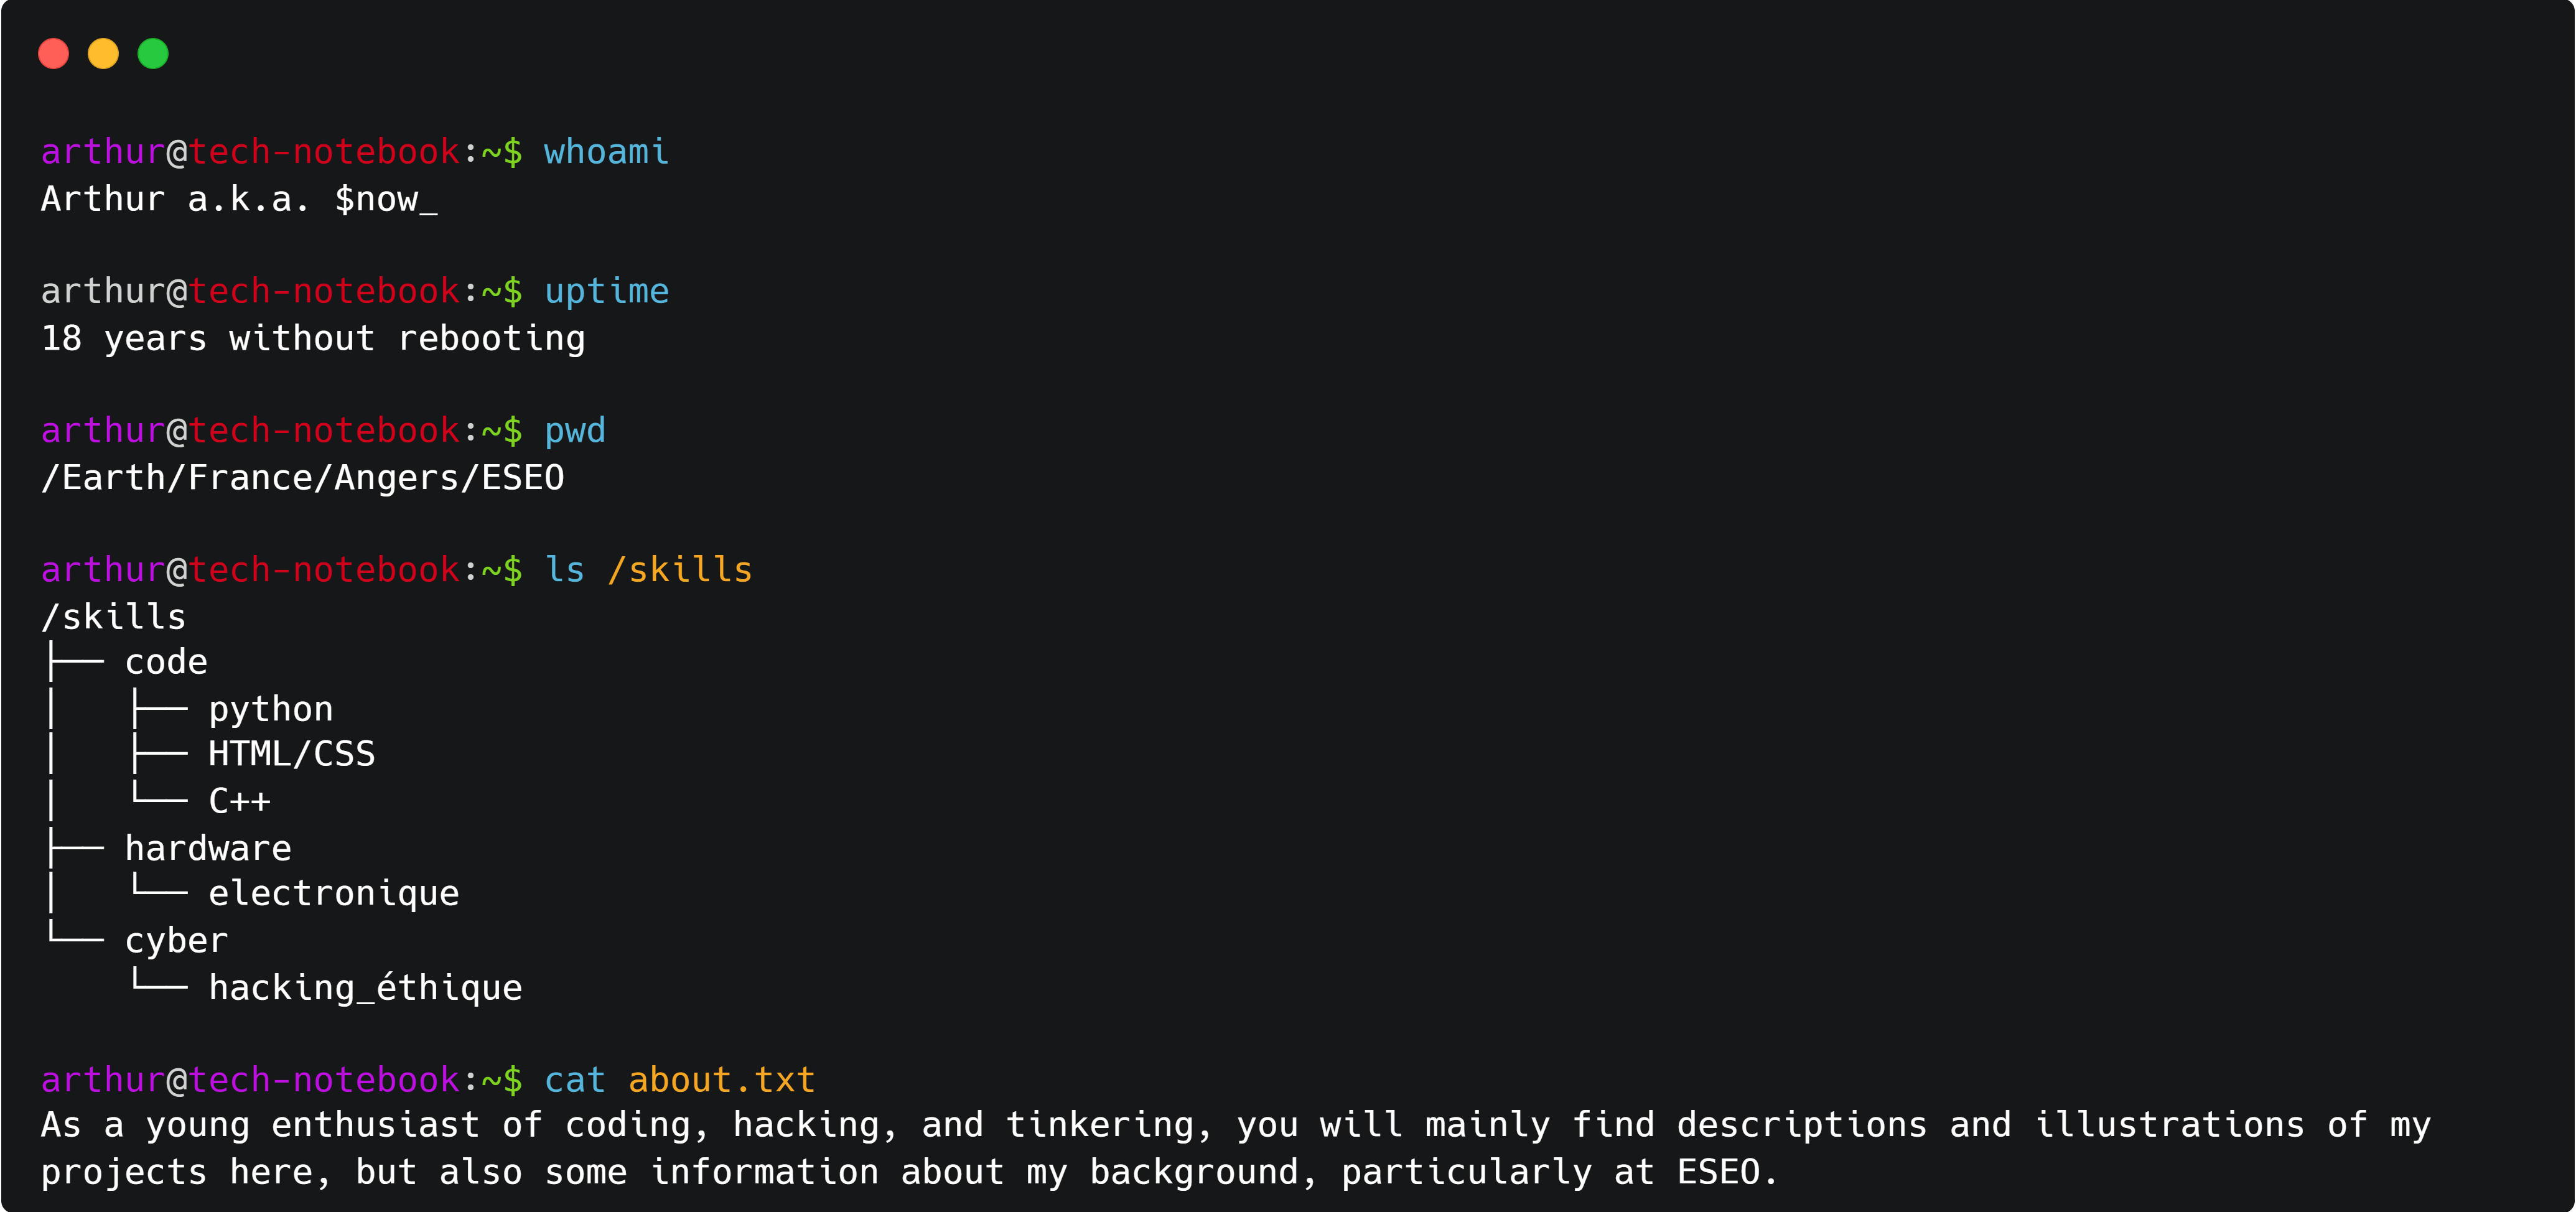 arthur@tech-notebook:~$ whoami
Arthur a.k.a. $now_
arthur@tech-notebook:~$ uptime
18 years without rebooting
arthur@tech-notebook:~$ pwd
/Earth/France/Angers/ESEO
arthur@tech-notebook:~$ ls /skills
/skills
├── code
│   ├── python
│   ├── HTML/CSS
│   └── C++
├── hardware
│   └── electronique
└── cyber
    └── hacking_éthique
arthur@tech-notebook:~$ cat about.txt
As a young enthusiast of coding, hacking, and tinkering, you will mainly find descriptions and illustrations of my
projects here, but also some information about my background, particularly at ESEO.